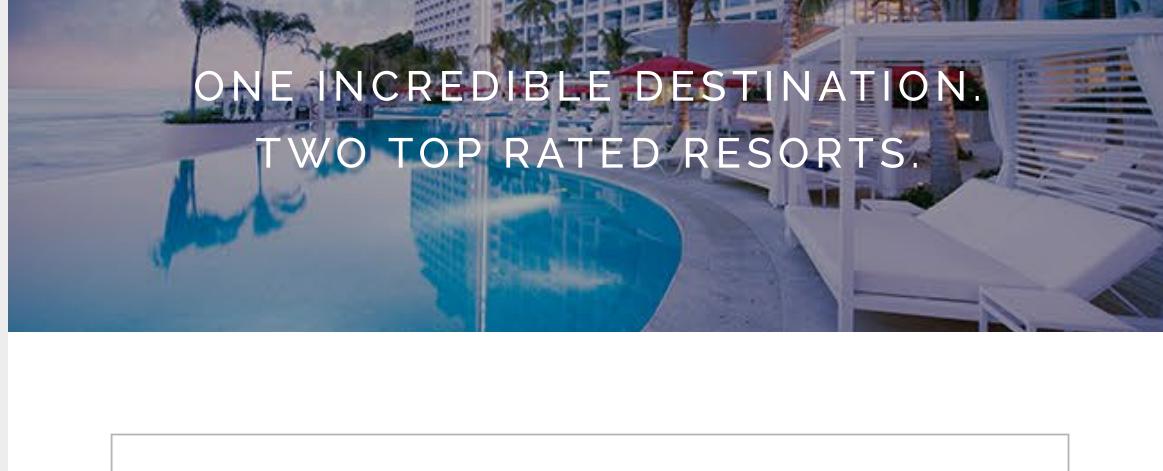 ONE INCREDIBLE DESTINATION.
TWO TOP RATED RESORTS.